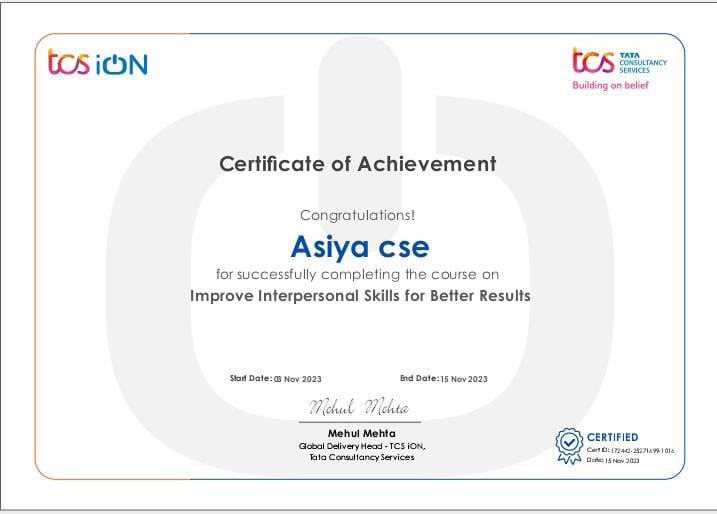 tcs iON
tcs TATA
CONSULTANCY
SERVICES
Building on belief
Certificate of Achievement
Congratulations!
Asiya cse
for successfully completing the course on
Improve Interpersonal Skills for Better Results
Start Date: 03 Nov 2023 End Date: 15 Nov 2023
Mehul Mehta
Mehul Mehta
Global Delivery Head - TCS iON,
Tata Consultancy Services
CERTIFIED
Cert ID: 172442-25271699-1016
Date: 15 Nov 2023